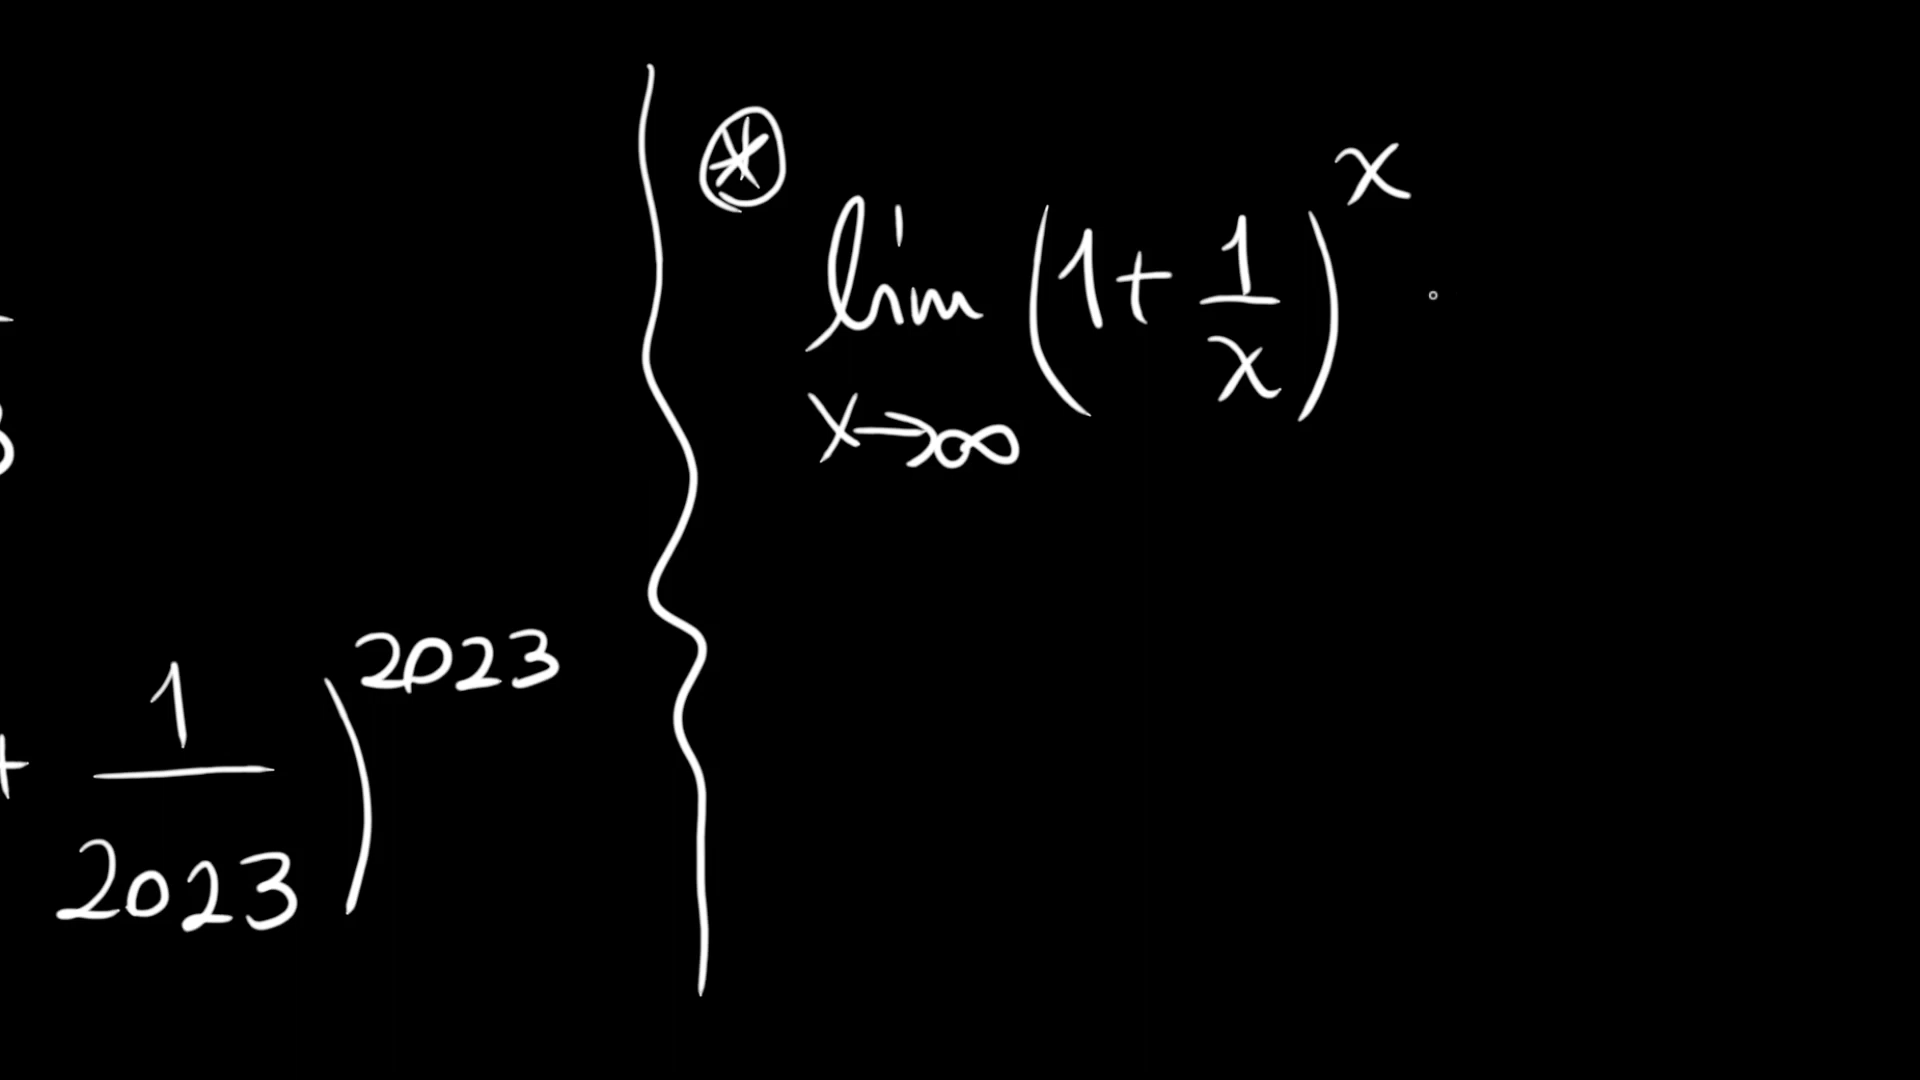 ⊛
lim (1 + 1/x)^x
x→∞
+ 1/2023 )^2023